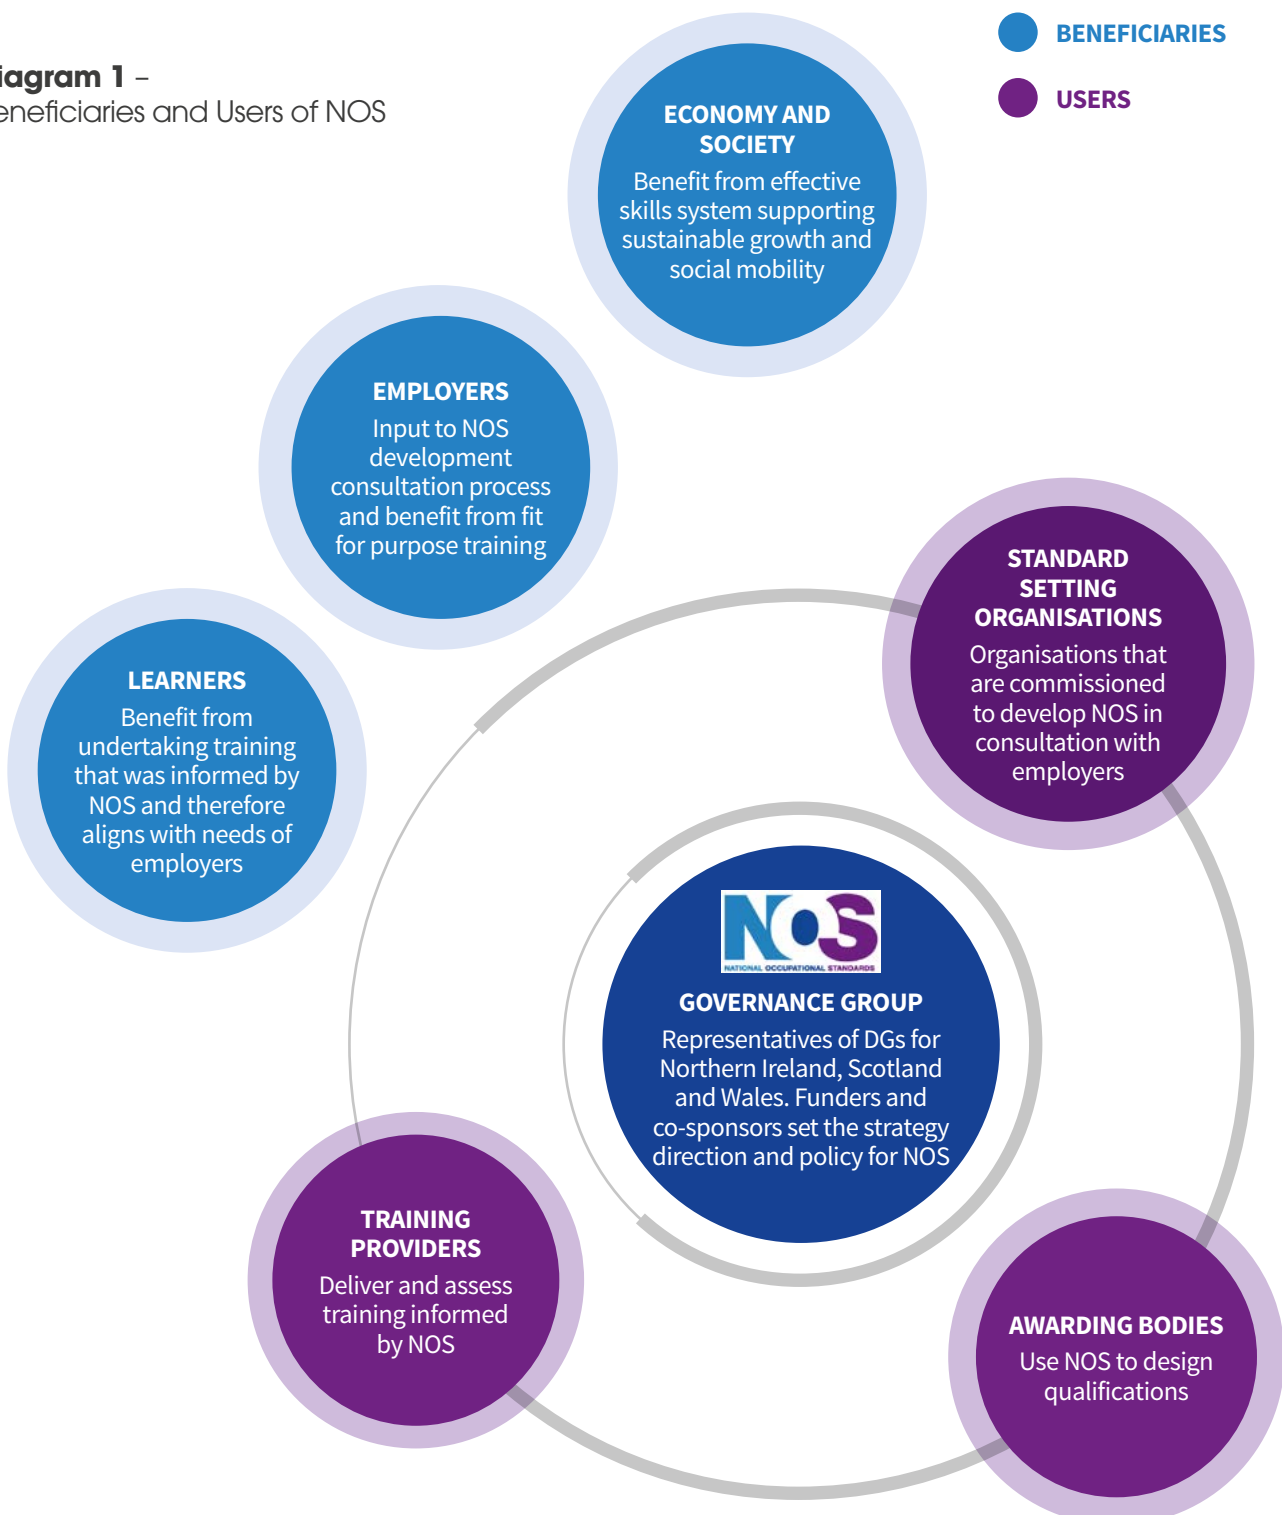 iagram 1 –
eneficiaries and Users of NOS
BENEFICIARIES
USERS
ECONOMY AND
SOCIETY
Benefit from effective
skills system supporting
sustainable growth and
social mobility
EMPLOYERS
Input to NOS
development
consultation process
and benefit from fit
for purpose training
LEARNERS
Benefit from
undertaking training
that was informed by
NOS and therefore
aligns with needs of
employers
STANDARD
SETTING
ORGANISATIONS
Organisations that
are commissioned
to develop NOS in
consultation with
employers
NOS
NATIONAL OCCUPATIONAL STANDARDS
GOVERNANCE GROUP
Representatives of DGs for
Northern Ireland, Scotland
and Wales. Funders and
co-sponsors set the strategy
direction and policy for NOS
TRAINING
PROVIDERS
Deliver and assess
training informed
by NOS
AWARDING BODIES
Use NOS to design
qualifications